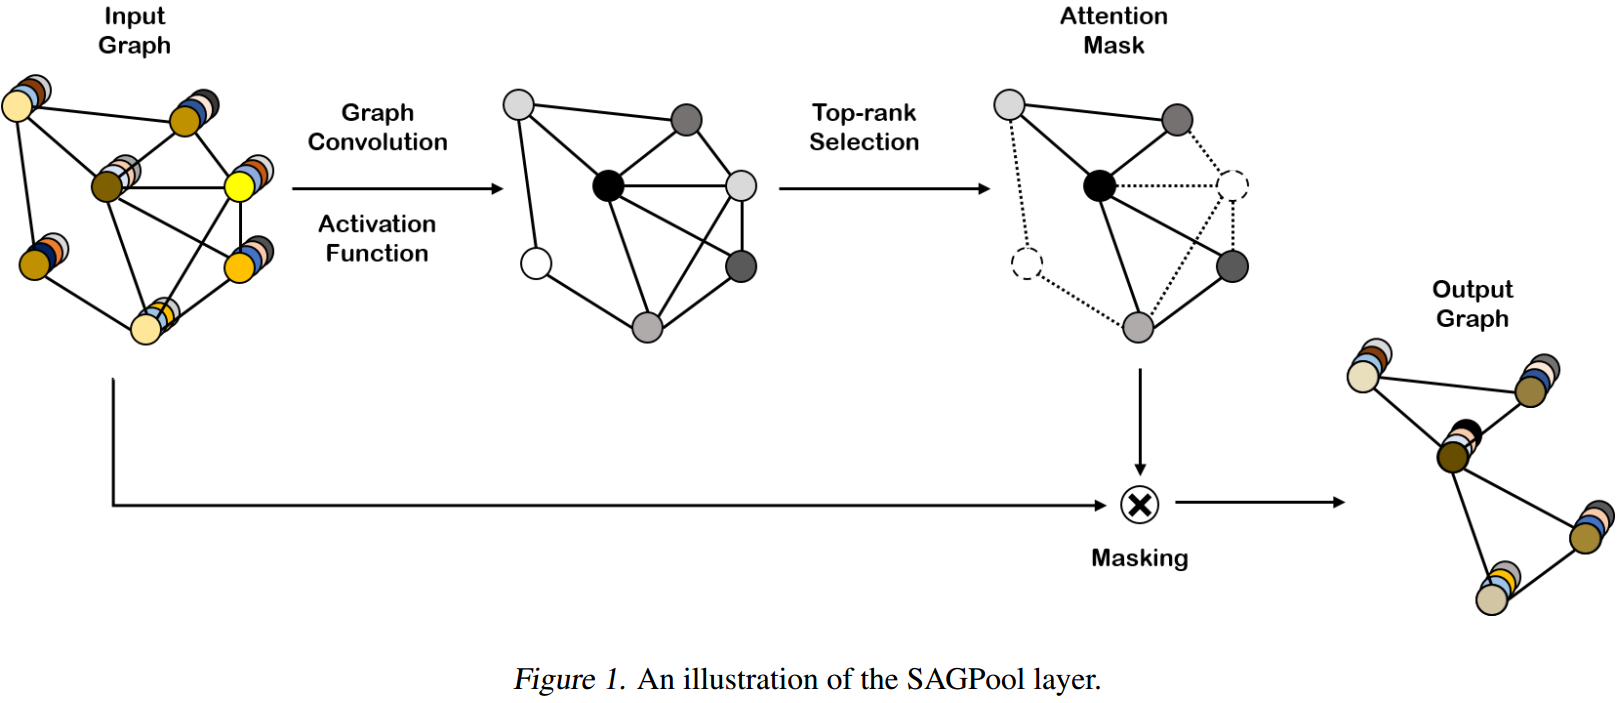 Input
Graph
Graph
Convolution
Activation
Function
Top-rank
Selection
Attention
Mask
Masking
Output
Graph
Figure 1. An illustration of the SAGPool layer.